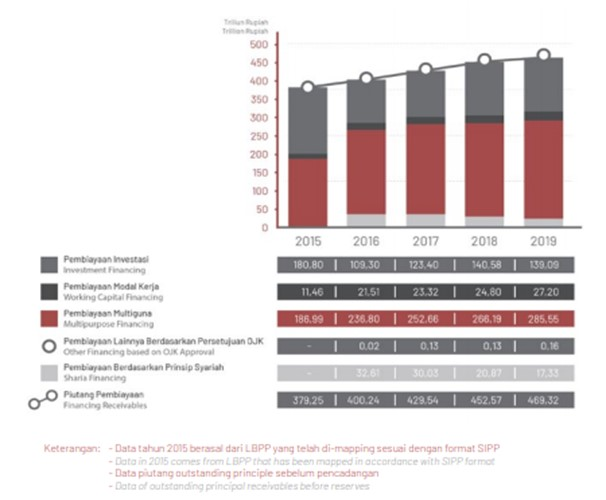 Triliun Rupiah
Trillion Rupiah
500
450
400
350
300
250
200
150
100
50
0
2015 2016 2017 2018 2019
Pembiayaan Investasi
Investment Financing
180,80 | 109,30 | 123,40 | 140,58 | 139,09
Pembiayaan Modal Kerja
Working Capital Financing
11,46 | 21,51 | 23,32 | 24,80 | 27,20
Pembiayaan Multiguna
Multipurpose Financing
186,99 | 236,80 | 252,66 | 266,19 | 285,55
Pembiayaan Lainnya Berdasarkan Persetujuan OJK
Other Financing based on OJK Approval
- | 0,02 | 0,13 | 0,13 | 0,16
Pembiayaan Berdasarkan Prinsip Syariah
Sharia Financing
- | 32,61 | 30,03 | 20,87 | 17,33
Piutang Pembiayaan
Financing Receivables
379,25 | 400,24 | 429,54 | 452,57 | 469,32
Keterangan: - Data tahun 2015 berasal dari LBPP yang telah di-mapping sesuai dengan format SIPP
- Data in 2015 comes from LBPP that has been mapped in accordance with SIPP format
- Data piutang outstanding principle sebelum pencadangan
- Data of outstanding principal receivables before reserves